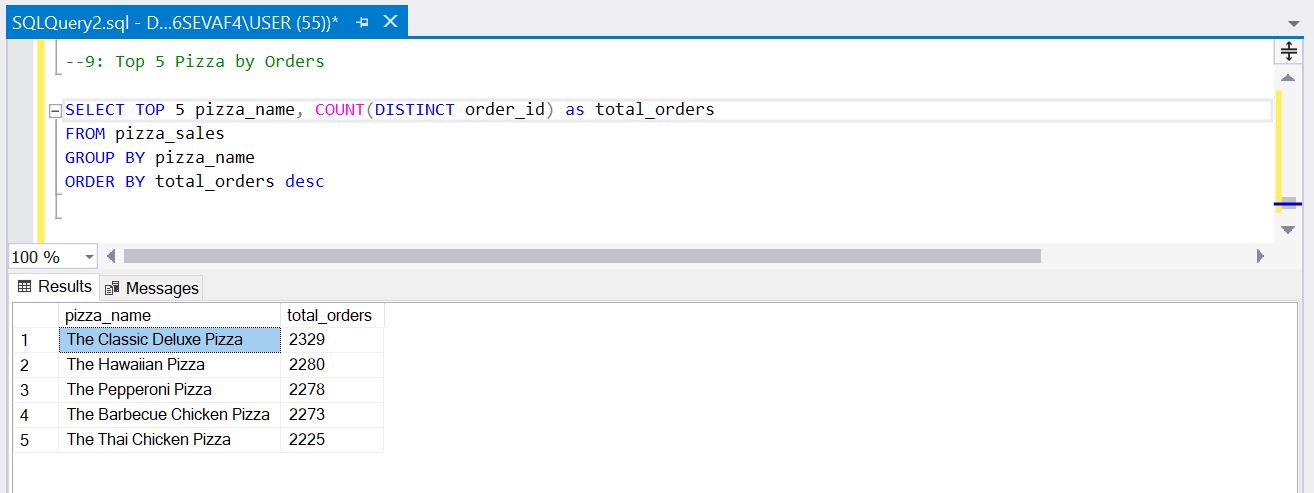 SQLQuery2.sql - D...6SEVAF4\USER (55))*
--9: Top 5 Pizza by Orders
SELECT TOP 5 pizza_name, COUNT(DISTINCT order_id) as total_orders
FROM pizza_sales
GROUP BY pizza_name
ORDER BY total_orders desc
100 %
Results Messages
pizza_name total_orders
1 The Classic Deluxe Pizza 2329
2 The Hawaiian Pizza 2280
3 The Pepperoni Pizza 2278
4 The Barbecue Chicken Pizza 2273
5 The Thai Chicken Pizza 2225